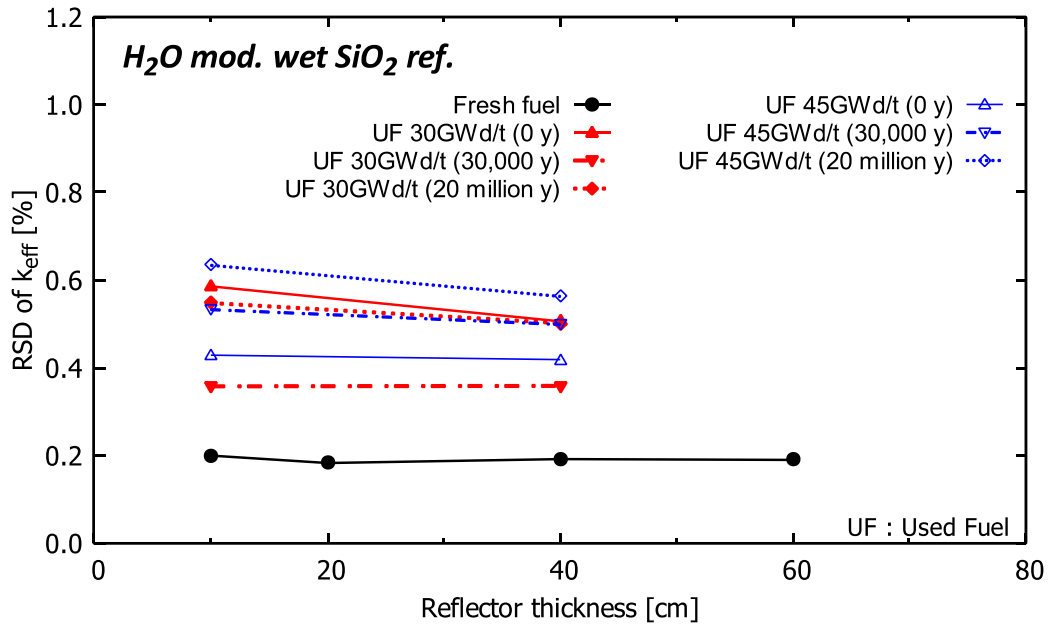 H2O mod. wet SiO2 ref.
Fresh fuel
UF 30GWd/t (0 y)
UF 30GWd/t (30,000 y)
UF 30GWd/t (20 million y)
UF 45GWd/t (0 y)
UF 45GWd/t (30,000 y)
UF 45GWd/t (20 million y)
RSD of keff [%]
1.2
1.0
0.8
0.6
0.4
0.2
0.0
UF : Used Fuel
0 20 40 60 80
Reflector thickness [cm]